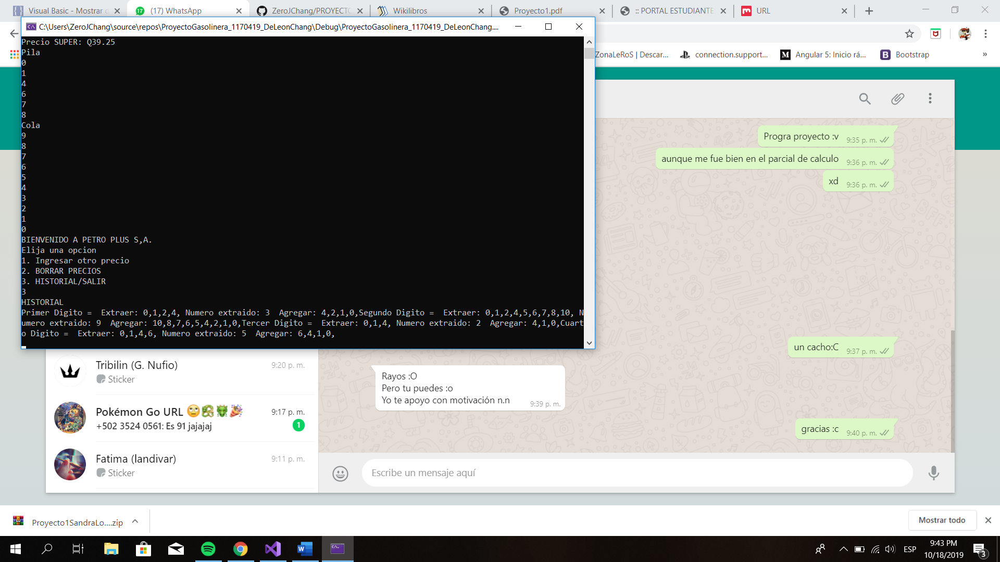 Visual Basic - Mostrar
(17) WhatsApp
ZeroJChang/PROYECTO
Wikilibros
Proyecto1.pdf
:: PORTAL ESTUDIANTE
URL
C:\Users\ZeroJChang\source\repos\ProyectoGasolinera_1170419_DeLeonChang\Debug\ProyectoGasolinera_1170419_DeLeonChang....
ZonaLeRoS | Descar...
connection.support...
Angular 5: Inicio rá...
Bootstrap
»
Precio SUPER: Q39.25
Pila
0
1
4
6
7
8
Cola
9
8
7
6
5
4
3
2
1
0
BIENVENIDO A PETRO PLUS S,A.
Elija una opcion
1. Ingresar otro precio
2. BORRAR PRECIOS
3. HISTORIAL/SALIR
3
HISTORIAL
Primer Digito =  Extraer: 0,1,2,4, Numero extraido: 3  Agregar: 4,2,1,0,Segundo Digito =  Extraer: 0,1,2,4,5,6,7,8,10, N
umero extraido: 9  Agregar: 10,8,7,6,5,4,2,1,0,Tercer Digito =  Extraer: 0,1,4, Numero extraido: 2  Agregar: 4,1,0,Cuart
o Digito =  Extraer: 0,1,4,6, Numero extraido: 5  Agregar: 6,4,1,0,
Progra proyecto :v 9:35 p. m.
aunque me fue bien en el parcial de calculo 9:36 p. m.
xd 9:36 p. m.
un cacho:C 9:37 p. m.
Rayos :O
Pero tu puedes :o
Yo te apoyo con motivación n.n 9:39 p. m.
gracias :c 9:40 p. m.
Tribilin (G. Nufio) 9:20 p. m.
Sticker
Pokémon Go URL 🙄🐉🐲🎉 9:17 p. m.
+502 3524 0561: Es 91 jajajaj 1
Fatima (landivar) 9:11 p. m.
Sticker
Escribe un mensaje aquí
Proyecto1SandraLo....zip
Mostrar todo
ESP
9:43 PM
10/18/2019
3